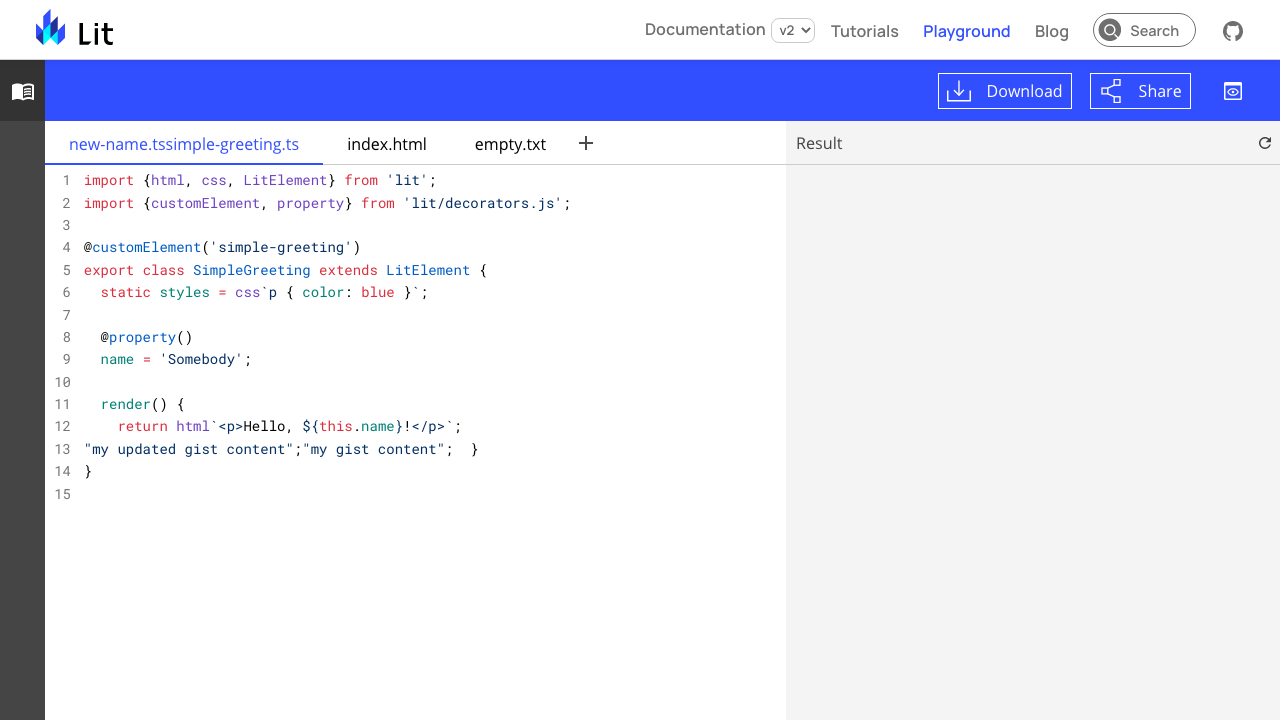 Lit
Documentation v2 Tutorials Playground Blog Search
Download Share
new-name.tssimple-greeting.ts index.html empty.txt +
Result
1 import {html, css, LitElement} from 'lit';
2 import {customElement, property} from 'lit/decorators.js';
3
4 @customElement('simple-greeting')
5 export class SimpleGreeting extends LitElement {
6   static styles = css`p { color: blue }`;
7
8   @property()
9   name = 'Somebody';
10
11   render() {
12     return html`<p>Hello, ${this.name}!</p>`;
13 "my updated gist content";"my gist content";  }
14 }
15